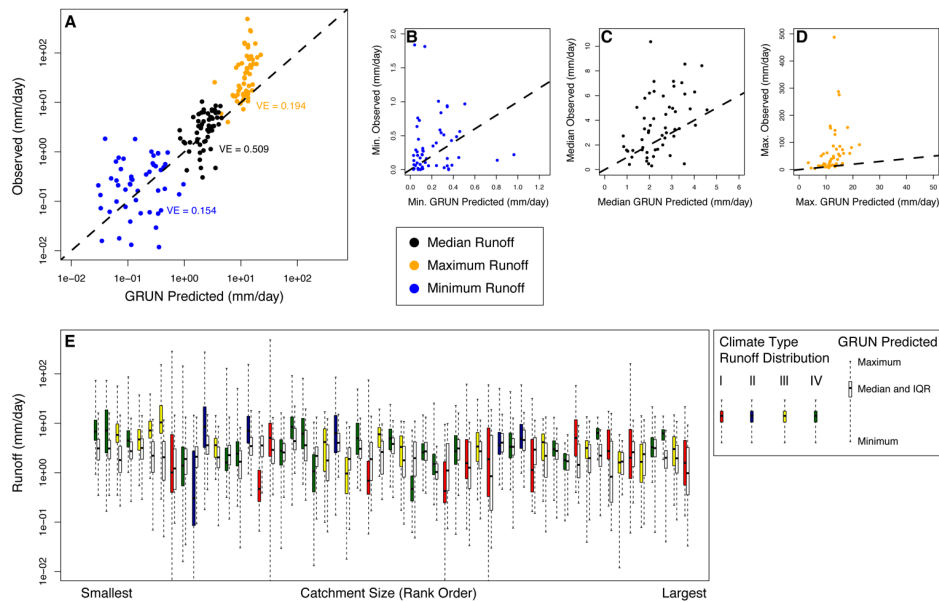 A
Observed (mm/day)
1e+02
1e+01
1e+00
1e−01
1e−02
VE = 0.194
VE = 0.509
VE = 0.154
1e−02 1e−01 1e+00 1e+01 1e+02
GRUN Predicted (mm/day)
B
Min. Observed (mm/day)
2.0
1.5
1.0
0.5
0.0
0.0 0.2 0.4 0.6 0.8 1.0 1.2
Min. GRUN Predicted (mm/day)
C
Median Observed (mm/day)
10
8
6
4
2
0
0 1 2 3 4 5 6
Median GRUN Predicted (mm/day)
D
Max. Observed (mm/day)
500
400
300
200
100
0
0 10 20 30 40 50
Max. GRUN Predicted (mm/day)
Median Runoff
Maximum Runoff
Minimum Runoff
E
Runoff (mm/day)
1e+02
1e+01
1e+00
1e−01
1e−02
Smallest Catchment Size (Rank Order) Largest
Climate Type
Runoff Distribution
I II III IV
GRUN Predicted
Maximum
Median and IQR
Minimum